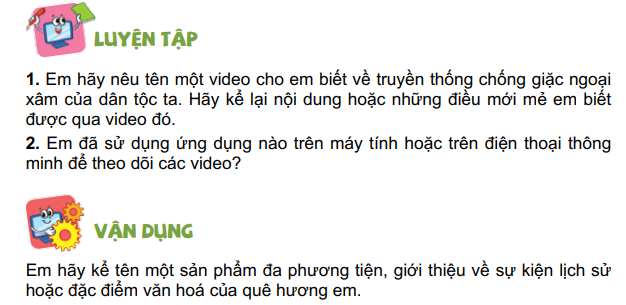 LUYỆN TẬP
1. Em hãy nêu tên một video cho em biết về truyền thống chống giặc ngoại
xâm của dân tộc ta. Hãy kể lại nội dung hoặc những điều mới mẻ em biết
được qua video đó.
2. Em đã sử dụng ứng dụng nào trên máy tính hoặc trên điện thoại thông
minh để theo dõi các video?
VẬN DỤNG
Em hãy kể tên một sản phẩm đa phương tiện, giới thiệu về sự kiện lịch sử
hoặc đặc điểm văn hoá của quê hương em.